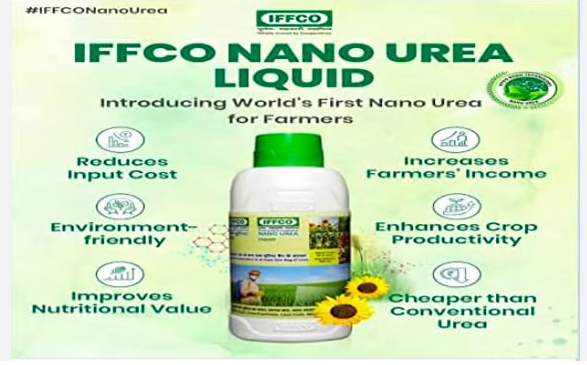 #IFFCONanoUrea
IFFCO
IFFCO NANO UREA
LIQUID
Introducing World's First Nano Urea
for Farmers
Reduces
Input Cost
Increases
Farmers' Income
Environment-
friendly
Enhances Crop
Productivity
Improves
Nutritional Value
Cheaper than
Conventional
Urea
IFFCO
NANO UREA
LIQUID